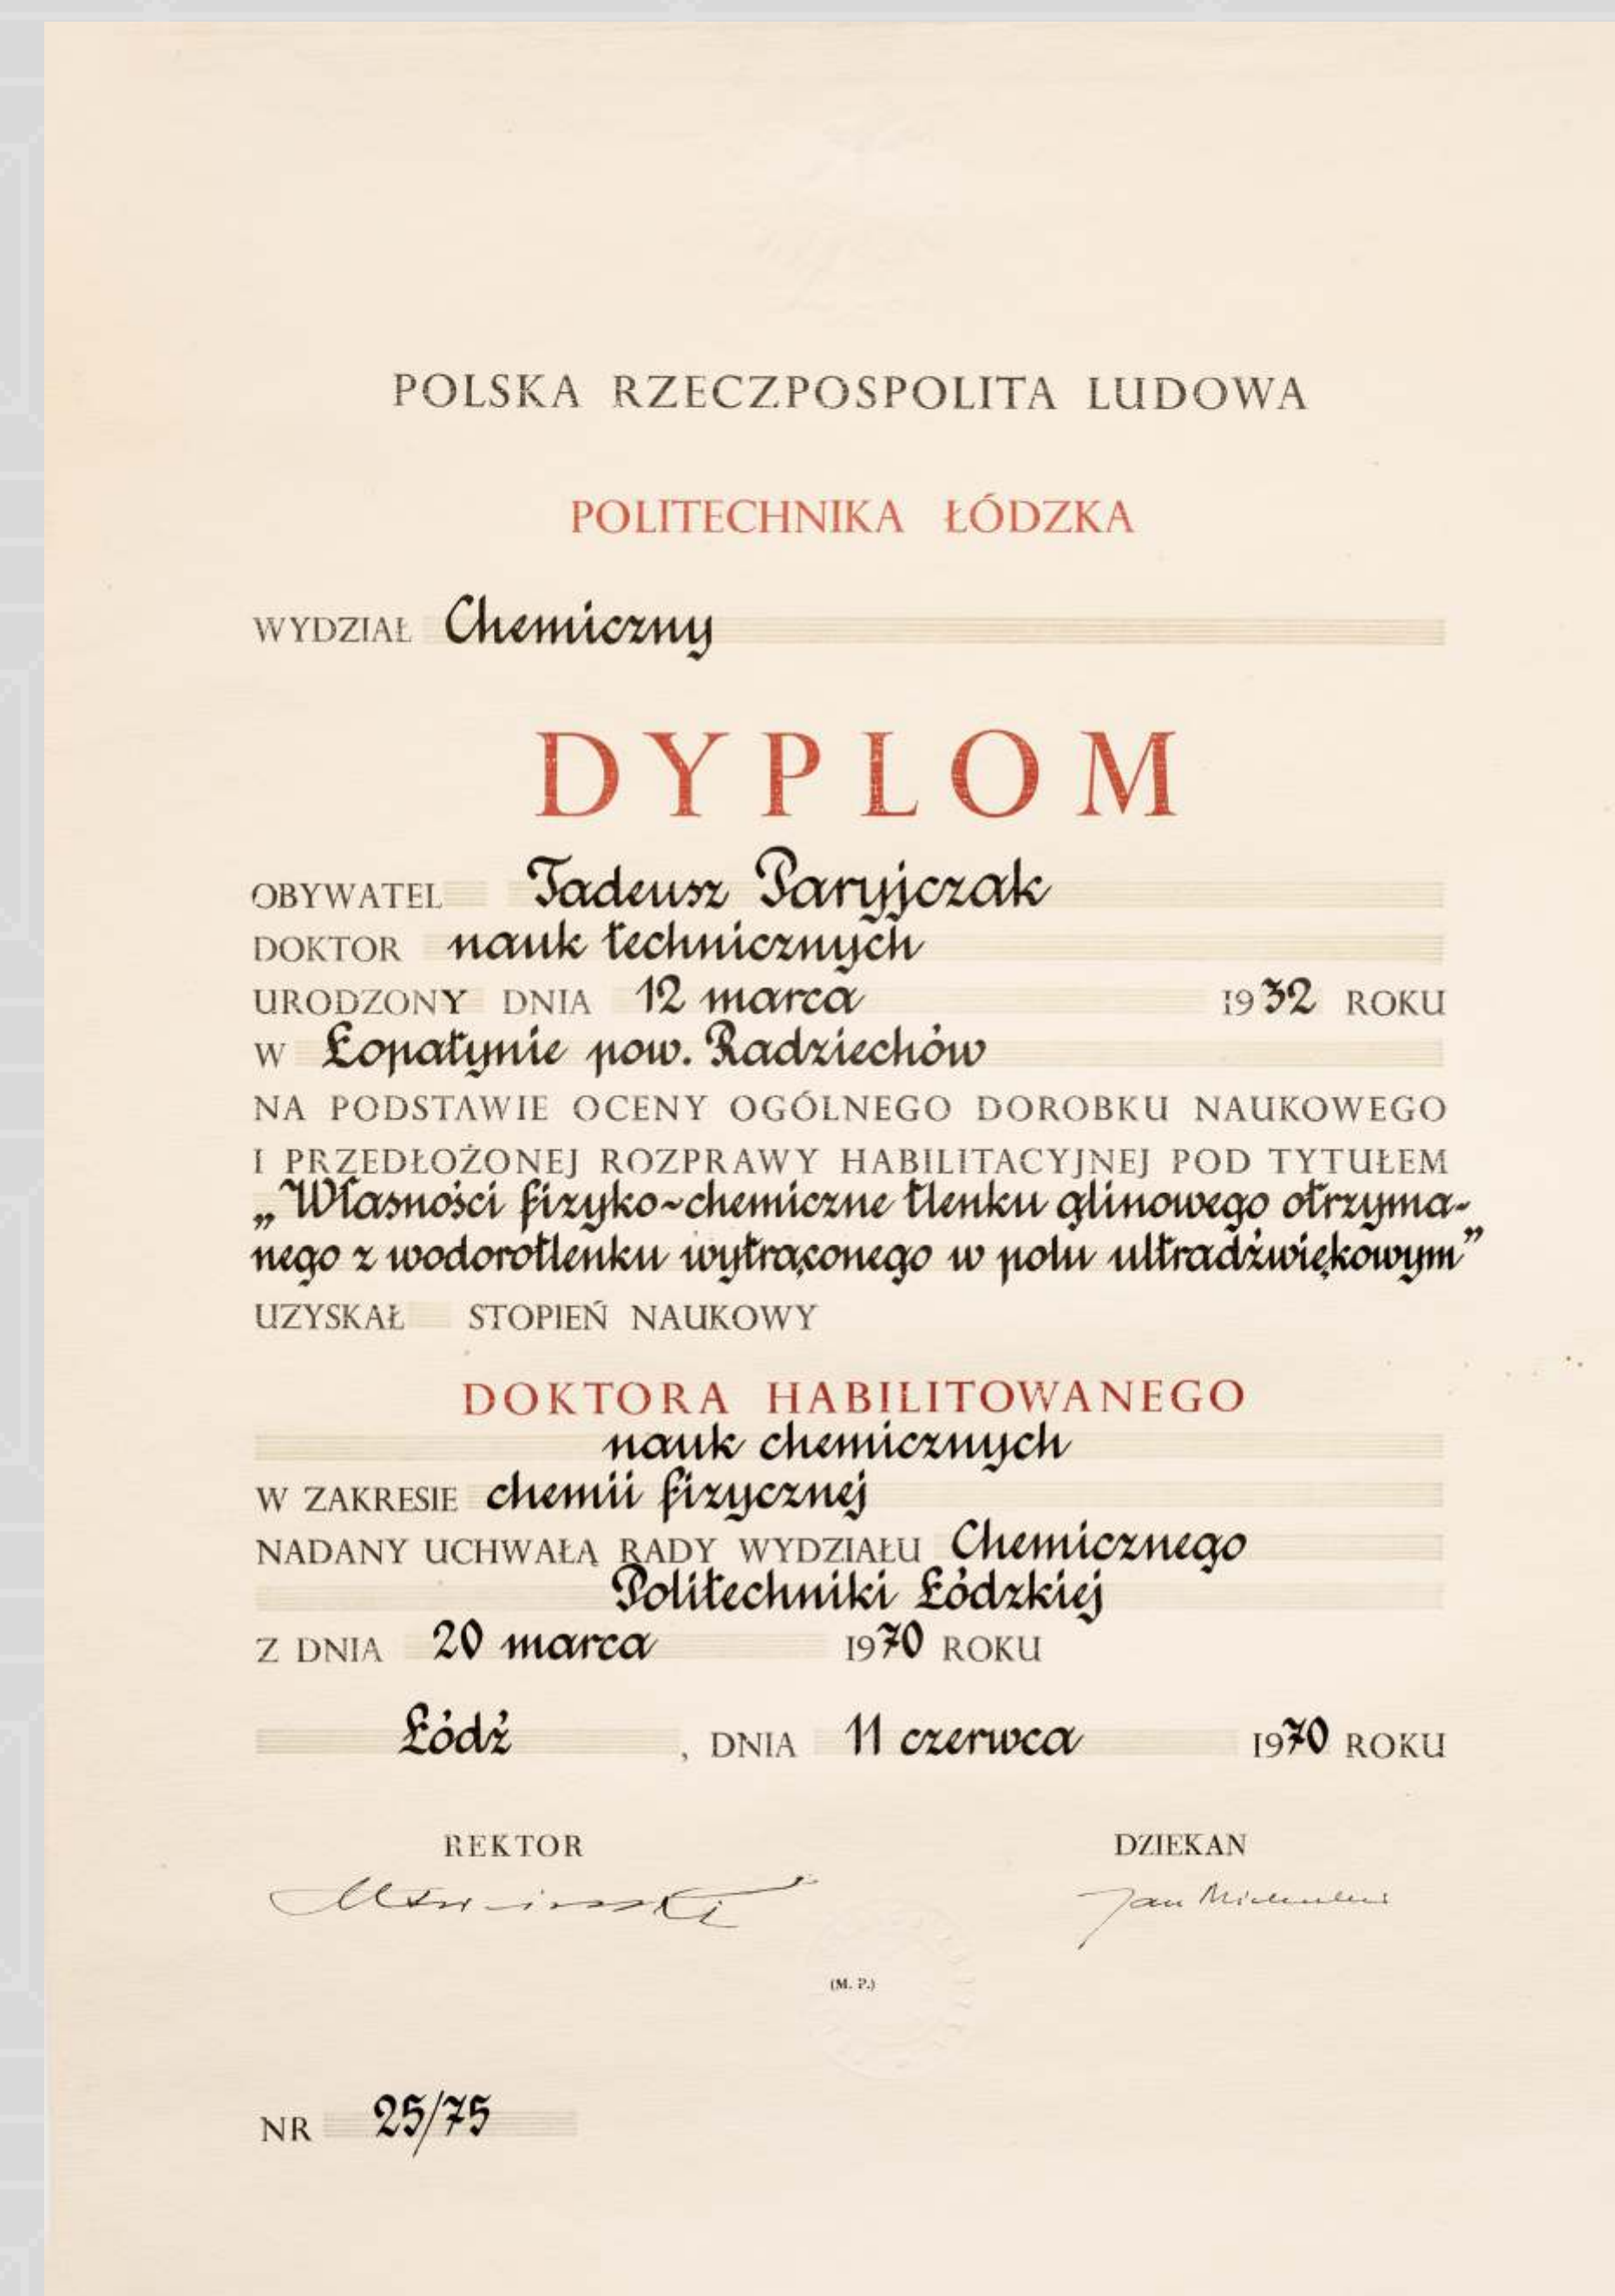 POLSKA RZECZPOSPOLITA LUDOWA
POLITECHNIKA ŁÓDZKA
WYDZIAŁ Chemiczny
DYPLOM
OBYWATEL Tadeusz Paryjczak
DOKTOR nauk technicznych
URODZONY DNIA 12 marca 1932 ROKU
W Łopatynie pow. Radziechów
NA PODSTAWIE OCENY OGÓLNEGO DOROBKU NAUKOWEGO
I PRZEDŁOŻONEJ ROZPRAWY HABILITACYJNEJ POD TYTUŁEM
„Własności fizyko-chemiczne tlenku glinowego otrzyma-
nego z wodorotlenku wytrąconego w polu ultradźwiękowym”
UZYSKAŁ STOPIEŃ NAUKOWY
DOKTORA HABILITOWANEGO
nauk chemicznych
W ZAKRESIE chemii fizycznej
NADANY UCHWAŁĄ RADY WYDZIAŁU Chemicznego
Politechniki Łódzkiej
Z DNIA 20 marca 1970 ROKU
Łódź, DNIA 11 czerwca 1970 ROKU
REKTOR DZIEKAN
Jan
(M. P.)
NR 25/75